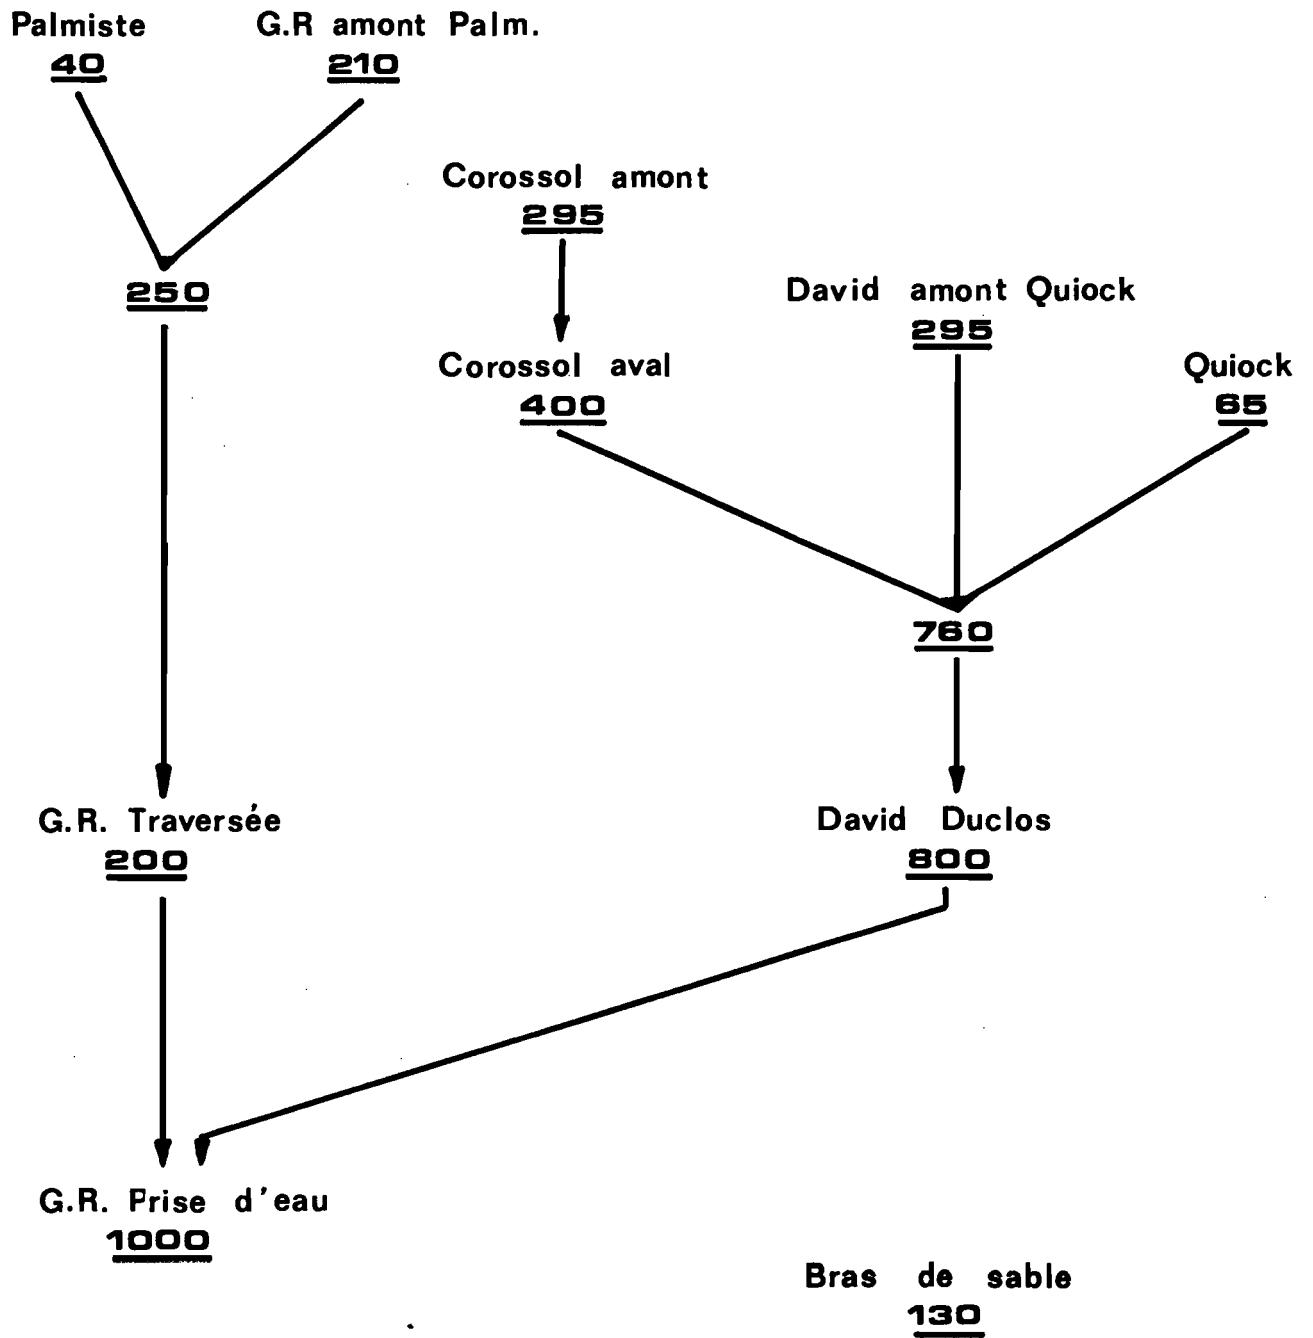 Palmiste G.R amont Palm.
40 210
Corossol amont
295
250
David amont Quiock
295
Corossol aval
400
Quiock
65
760
G.R. Traversée
200
David Duclos
800
G.R. Prise d'eau
1000
Bras de sable
130